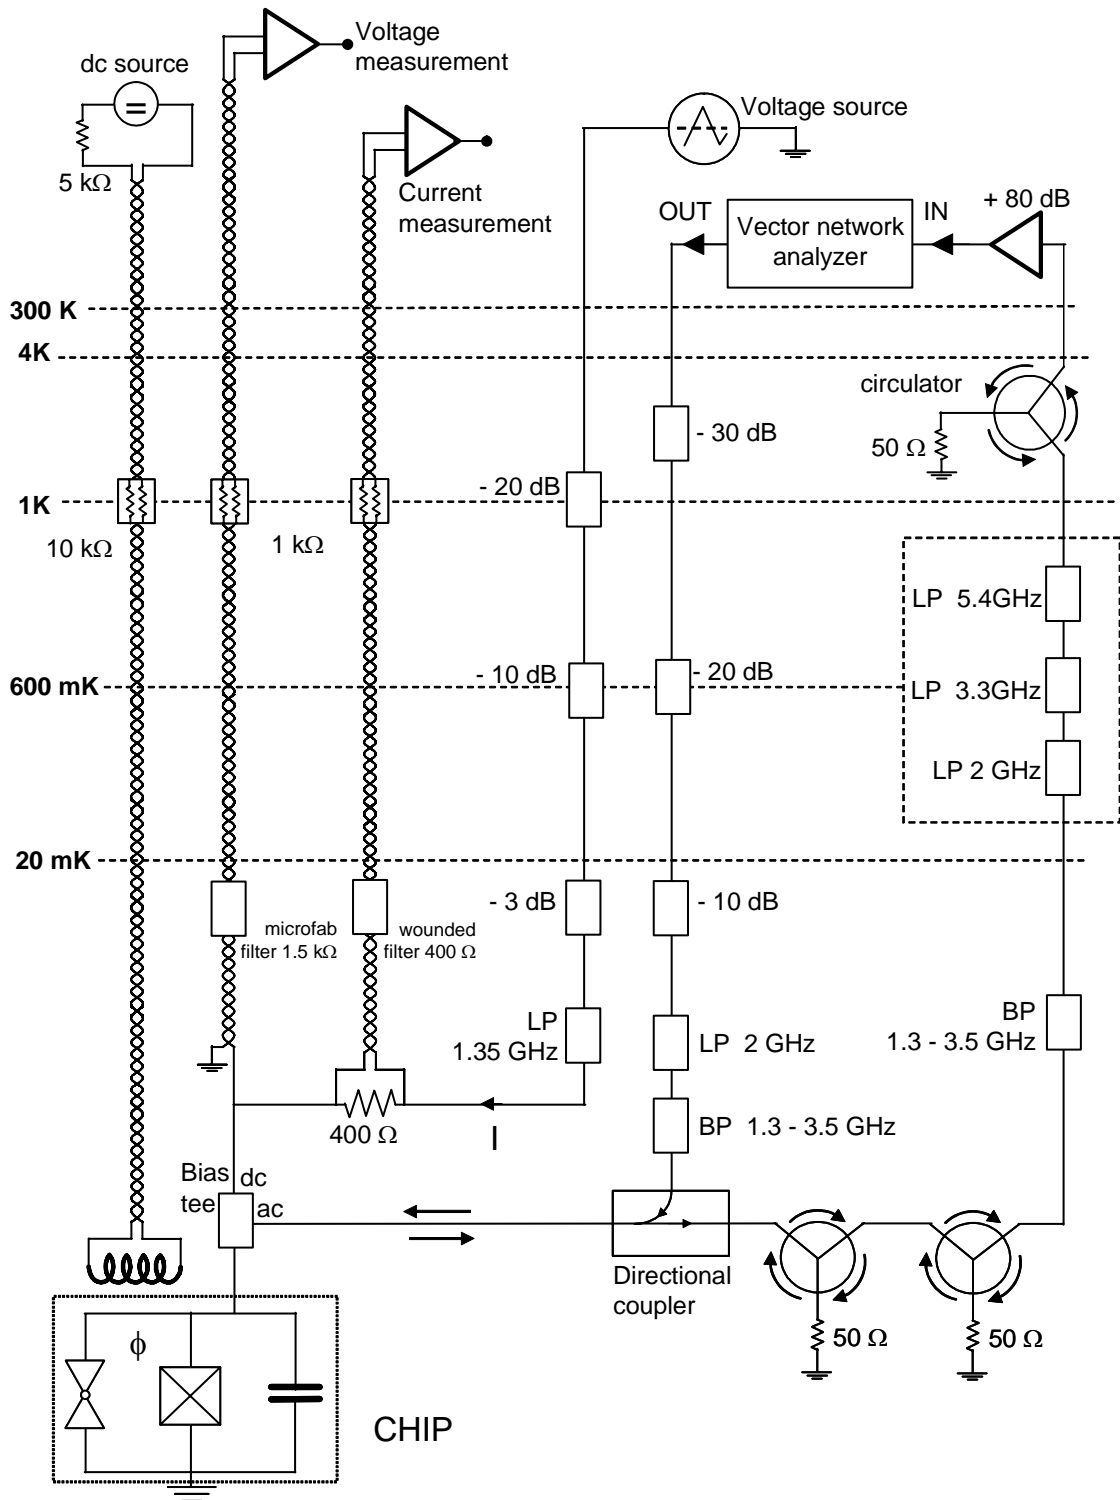 Voltage
measurement
dc source
=
5 kΩ
Current
measurement
Voltage source
OUT
Vector network
analyzer
IN
+ 80 dB
300 K
4K
circulator
50 Ω
- 30 dB
- 20 dB
1K
10 kΩ
1 kΩ
LP 5.4GHz
600 mK
- 10 dB
- 20 dB
LP 3.3GHz
LP 2 GHz
20 mK
microfab
filter 1.5 kΩ
wounded
filter 400 Ω
- 3 dB
- 10 dB
LP
1.35 GHz
LP 2 GHz
BP
1.3 - 3.5 GHz
400 Ω
I
BP 1.3 - 3.5 GHz
Bias
tee
dc
ac
Directional
coupler
50 Ω
50 Ω
ϕ
CHIP